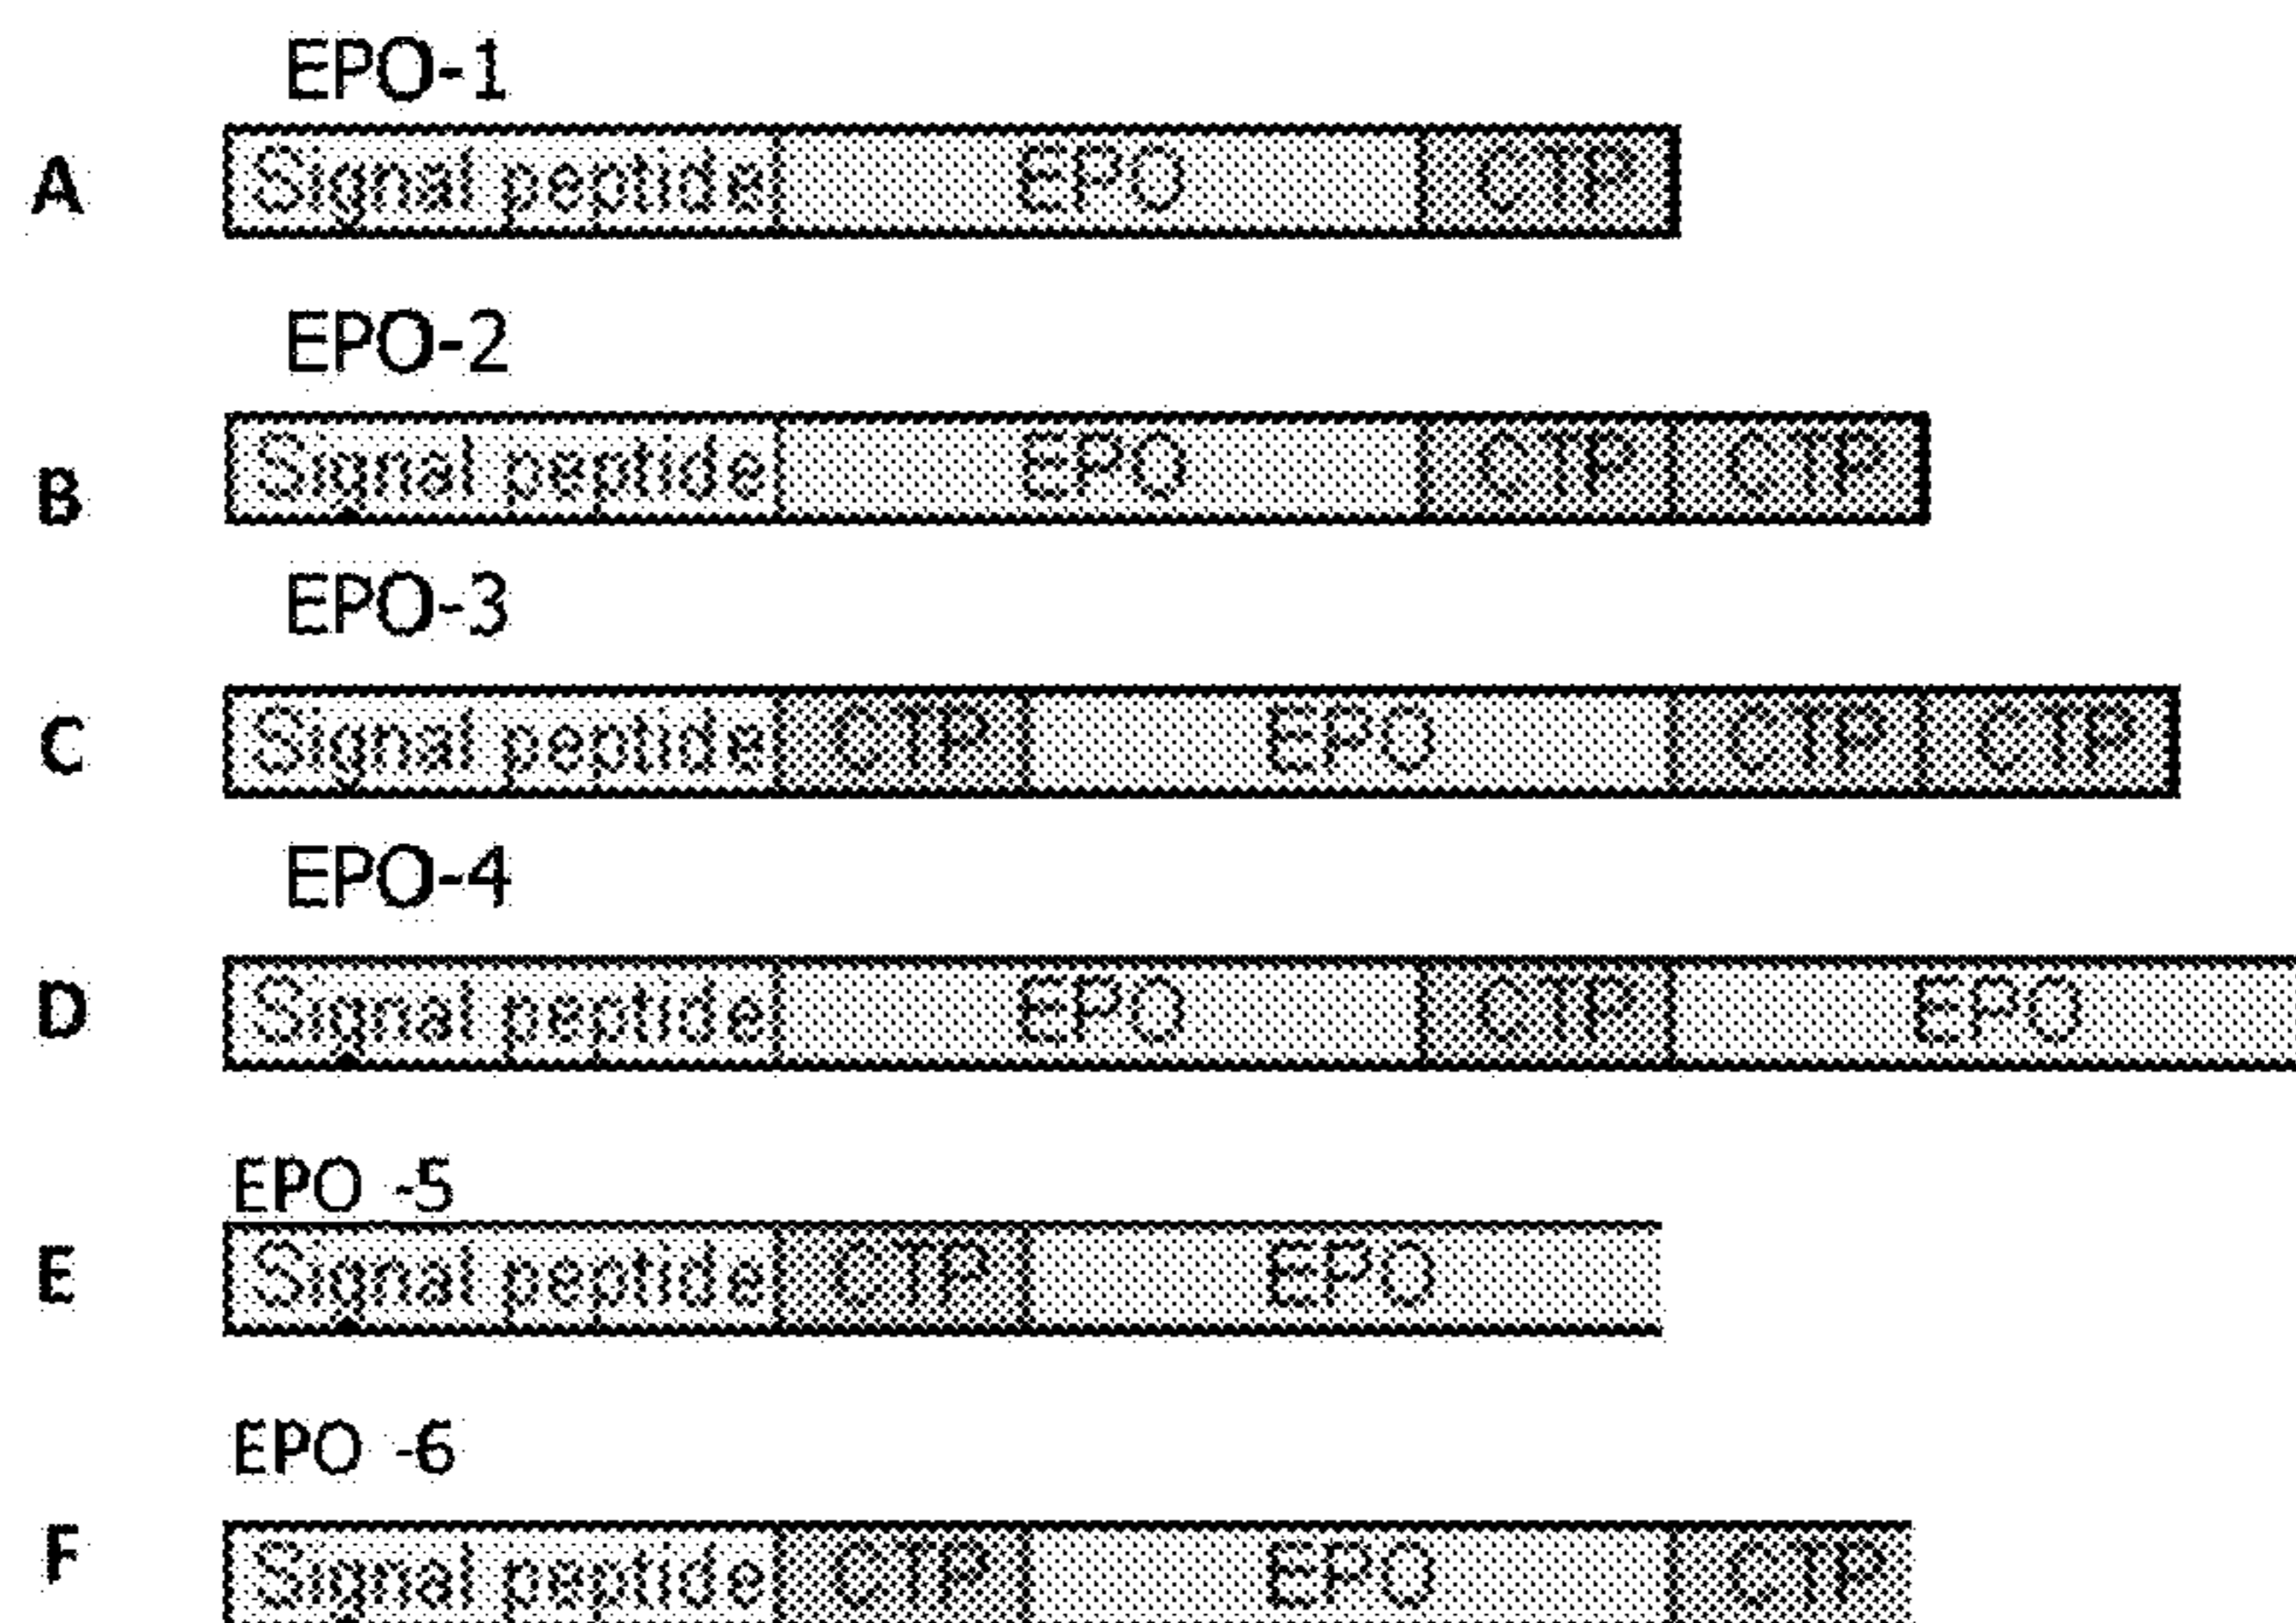 EPO-1
A Signal peptide EPO CTP
EPO-2
B Signal peptide EPO CTP CTP
EPO-3
C Signal peptide CTP EPO CTP CTP
EPO-4
D Signal peptide EPO CTP EPO
EPO -5
E Signal peptide CTP EPO
EPO -6
F Signal peptide CTP EPO CTP